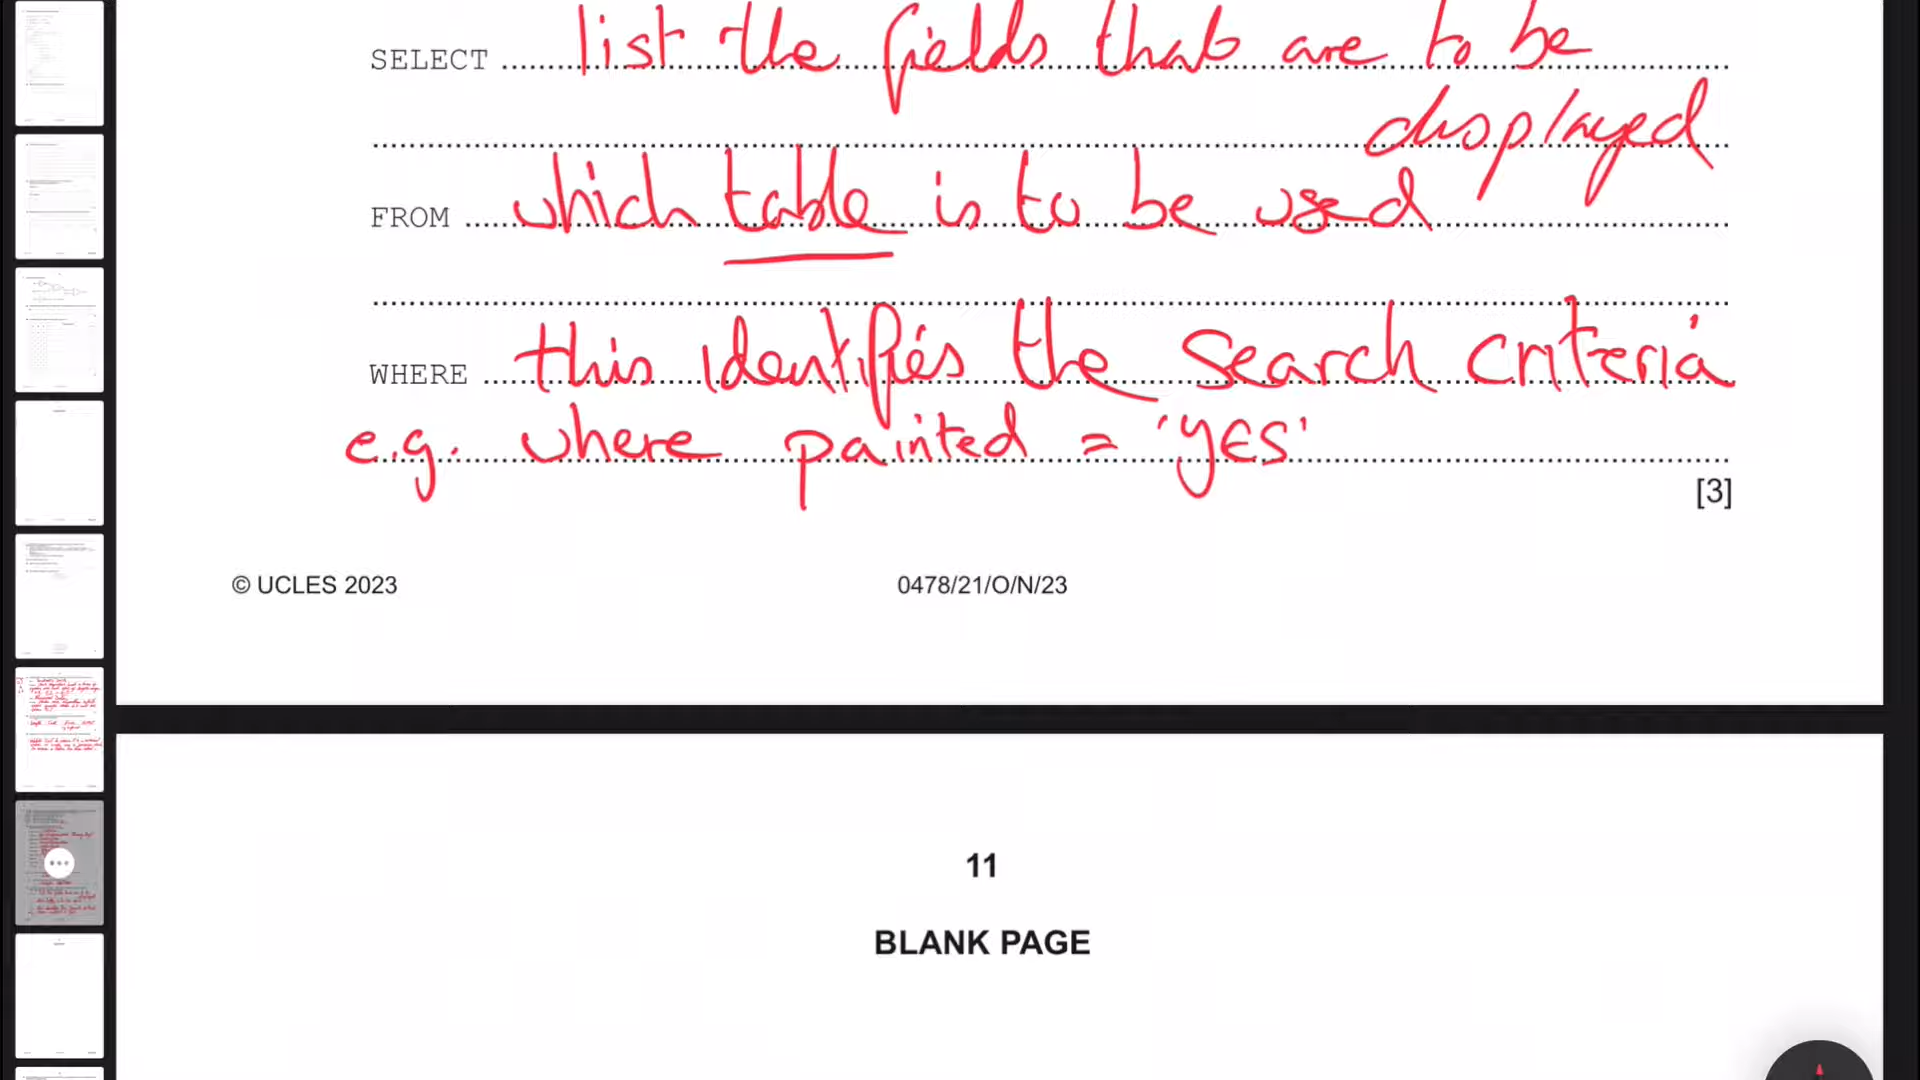 SELECT list the fields that are to be
displayed
FROM which table is to be used
WHERE this identifies the search criteria
e.g. where painted = 'YES'
[3]
© UCLES 2023
0478/21/O/N/23
11
BLANK PAGE